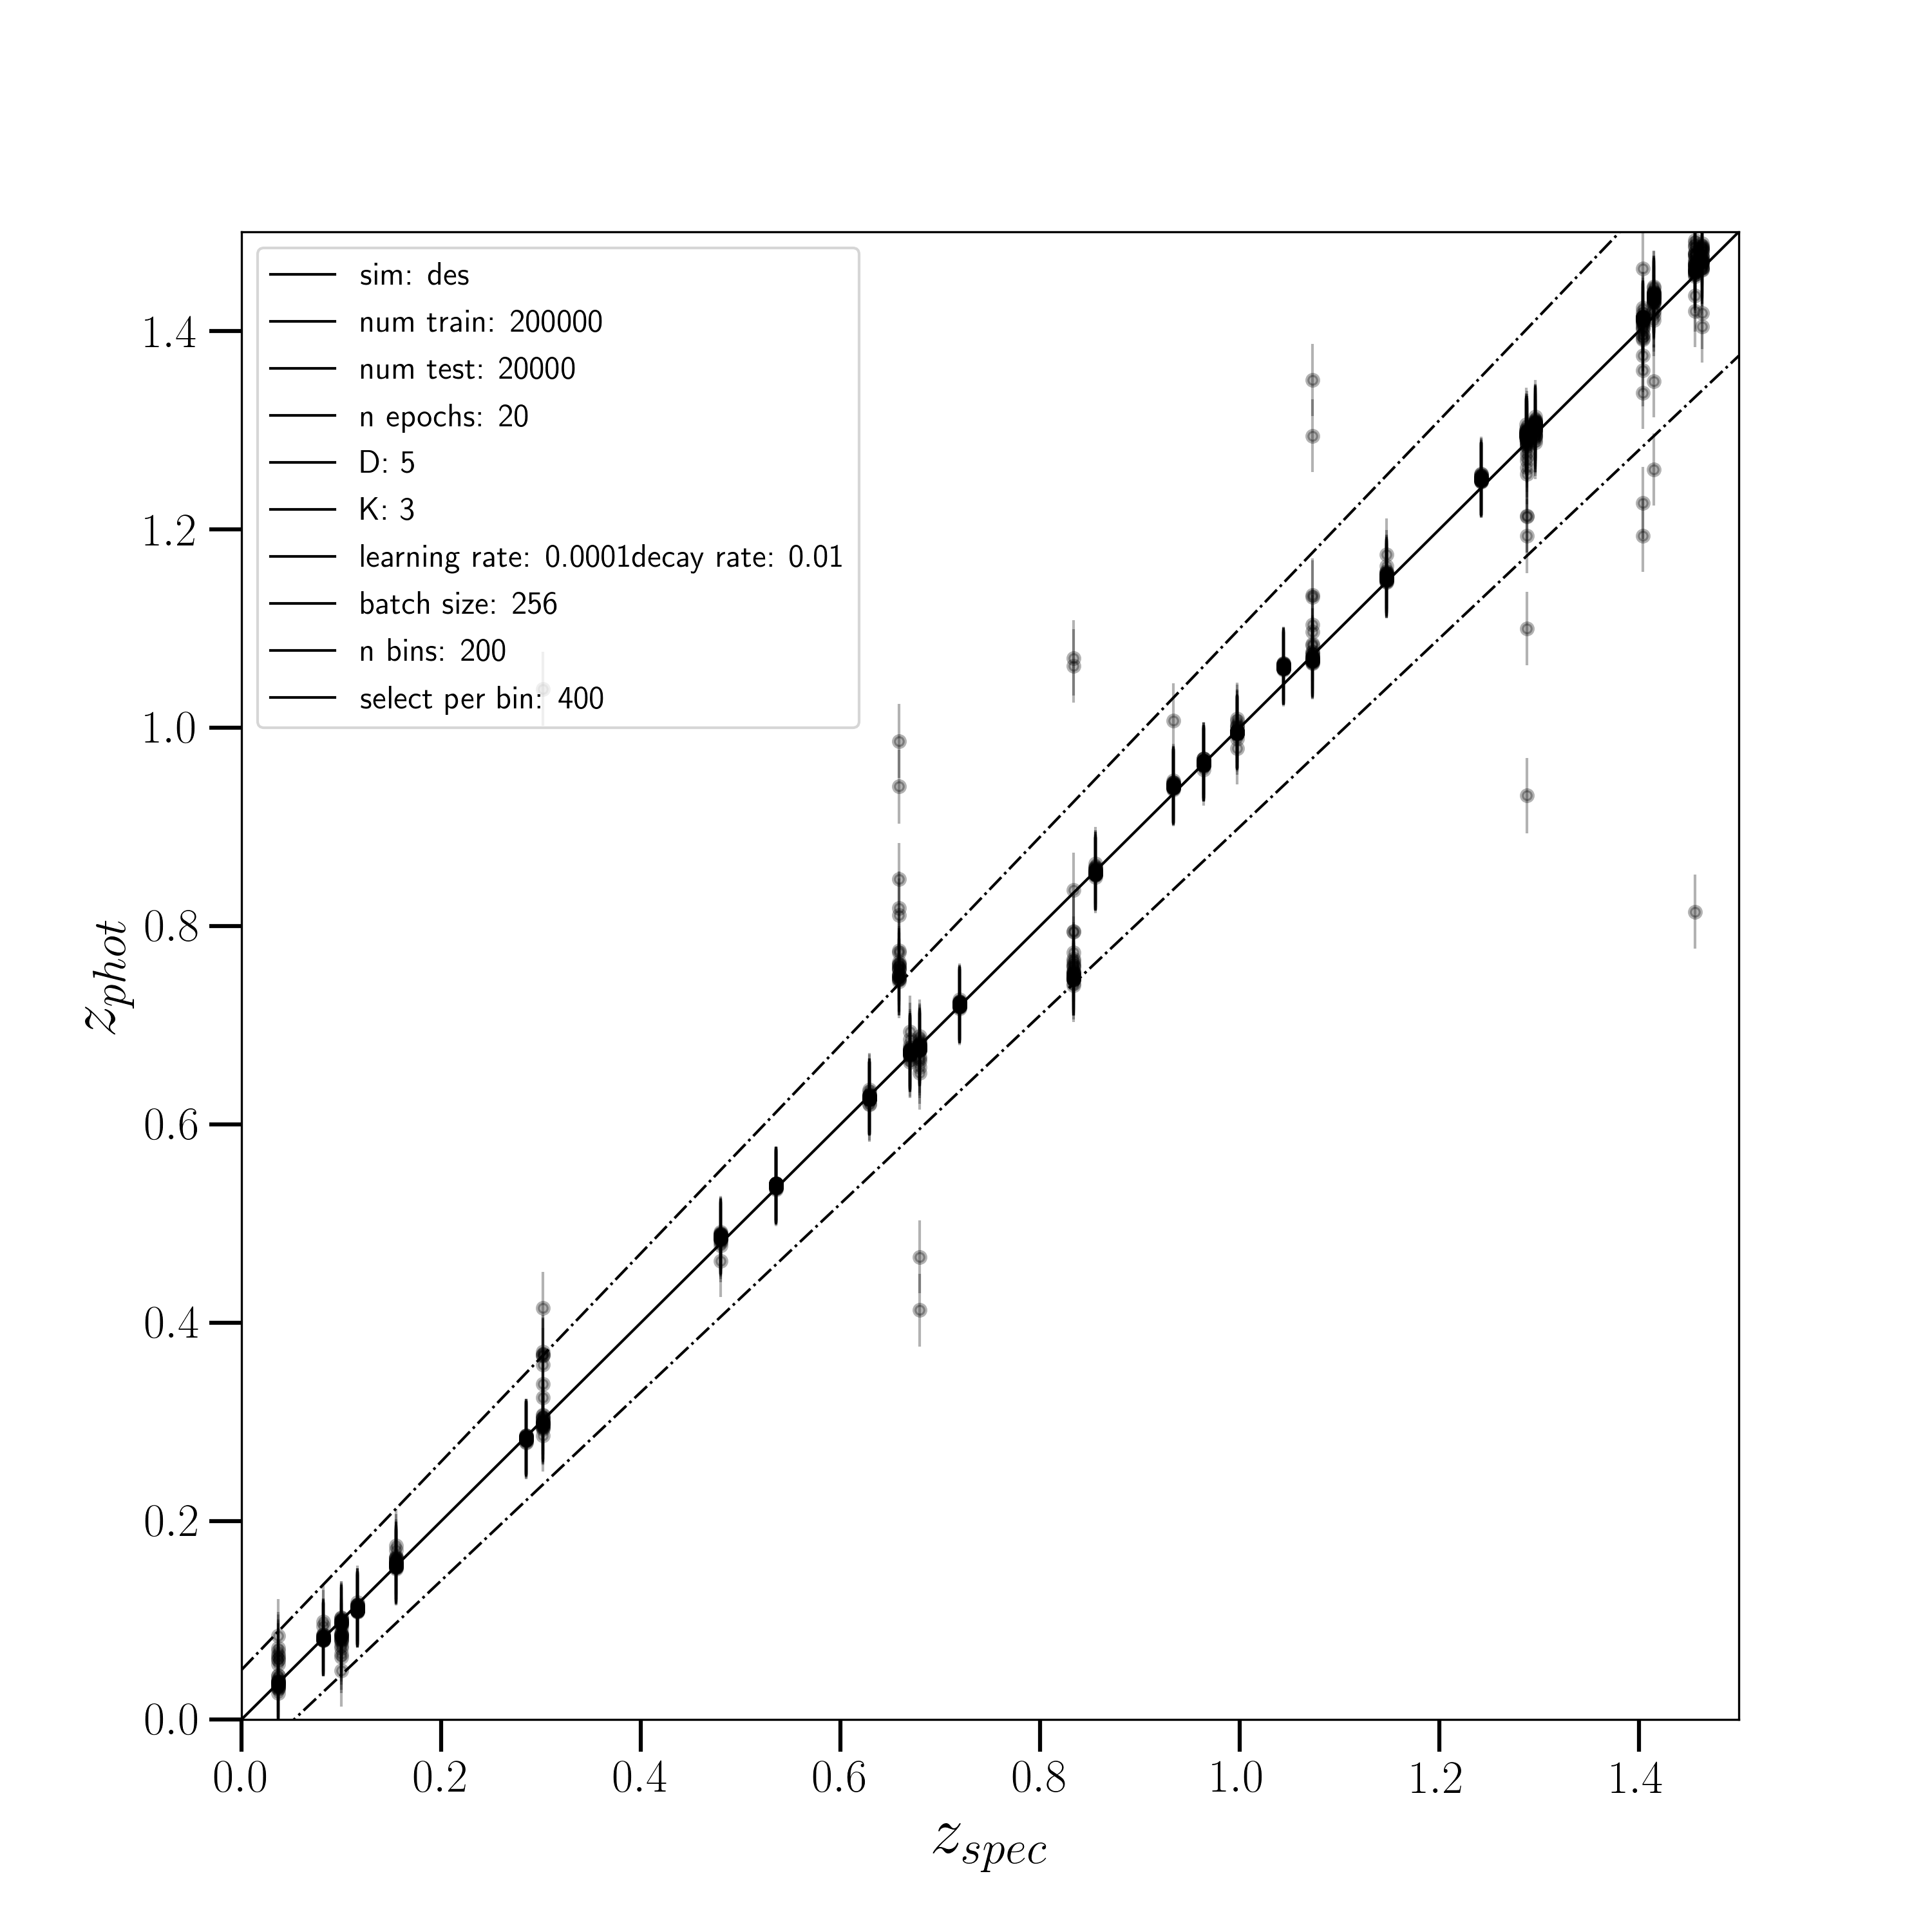 sim: des
num train: 200000
num test: 20000
n epochs: 20
D: 5
K: 3
learning rate: 0.0001decay rate: 0.01
batch size: 256
n bins: 200
select per bin: 400
1.4
1.2
1.0
0.8
0.6
0.4
0.2
0.0
z_phot
0.0 0.2 0.4 0.6 0.8 1.0 1.2 1.4
z_spec